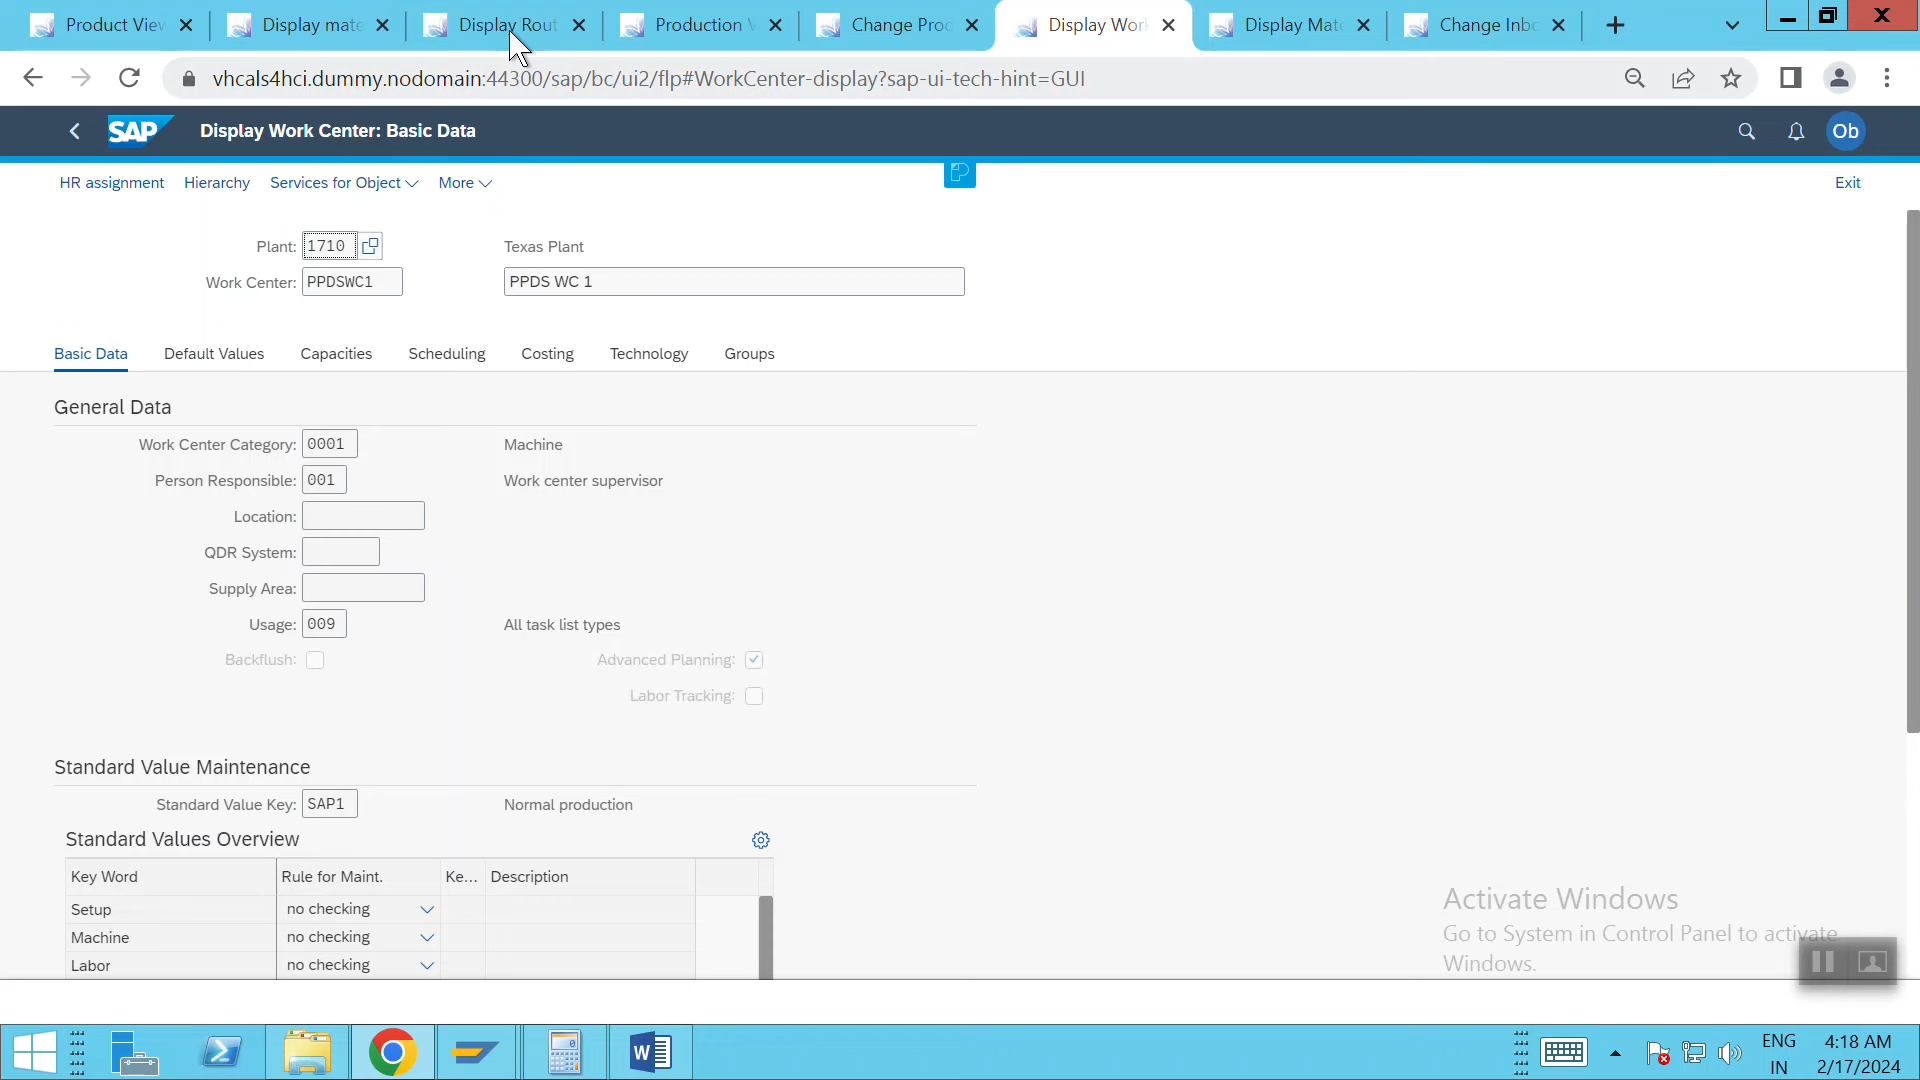 Product Viev
Display mate
Display Rout
Production V
Change Prod
Display Work
Display Mate
Change Inbo
vhcals4hci.dummy.nodomain:44300/sap/bc/ui2/flp#WorkCenter-display?sap-ui-tech-hint=GUI
SAP Display Work Center: Basic Data
Ob
HR assignment Hierarchy Services for Object More Exit
Plant: 1710 Texas Plant
Work Center: PPDSWC1 PPDS WC 1
Basic Data Default Values Capacities Scheduling Costing Technology Groups
General Data
Work Center Category: 0001 Machine
Person Responsible: 001 Work center supervisor
Location:
QDR System:
Supply Area:
Usage: 009 All task list types
Backflush: Advanced Planning:
Labor Tracking:
Standard Value Maintenance
Standard Value Key: SAP1 Normal production
Standard Values Overview
Key Word Rule for Maint. Ke... Description
Setup no checking
Machine no checking
Labor no checking
Activate Windows
Go to System in Control Panel to activate
Windows.
ENG 4:18 AM
IN 2/17/2024